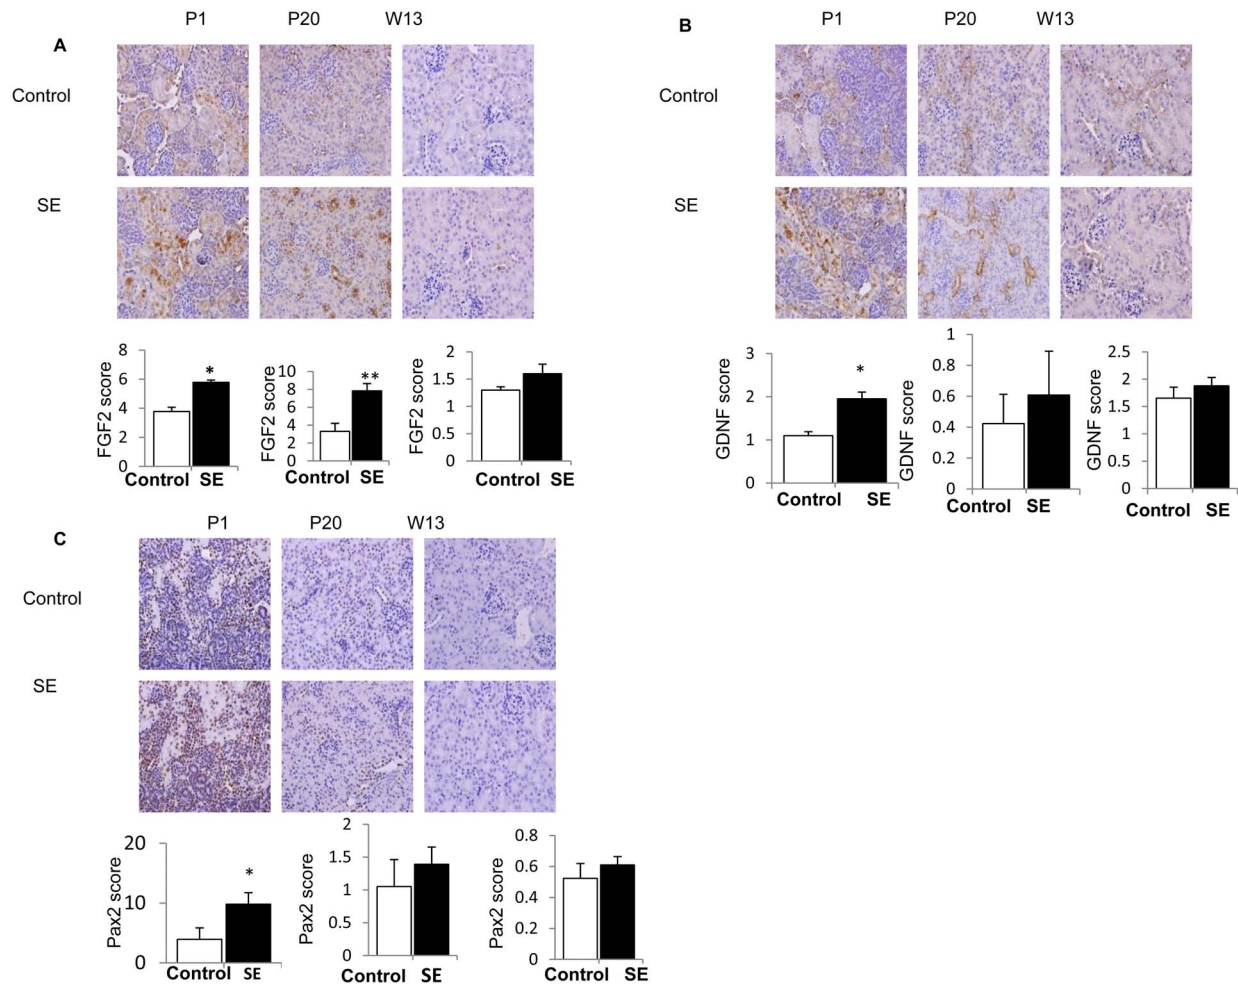 P1 P20 W13
A
Control
SE
8
6
4
2
0
FGF2 score
*
Control SE
10
8
6
4
2
0
FGF2 score
**
Control SE
2
1.5
1
0.5
0
FGF2 score
Control SE
P1 P20 W13
B
Control
SE
3
2
1
0
GDNF score
*
Control SE
1
0.8
0.6
0.4
0.2
0
GDNF score
Control SE
2.5
2
1.5
1
0.5
0
GDNF score
Control SE
P1 P20 W13
C
Control
SE
20
10
0
Pax2 score
*
Control SE
2
1.5
1
0.5
0
Pax2 score
Control SE
0.8
0.6
0.4
0.2
0
Pax2 score
Control SE